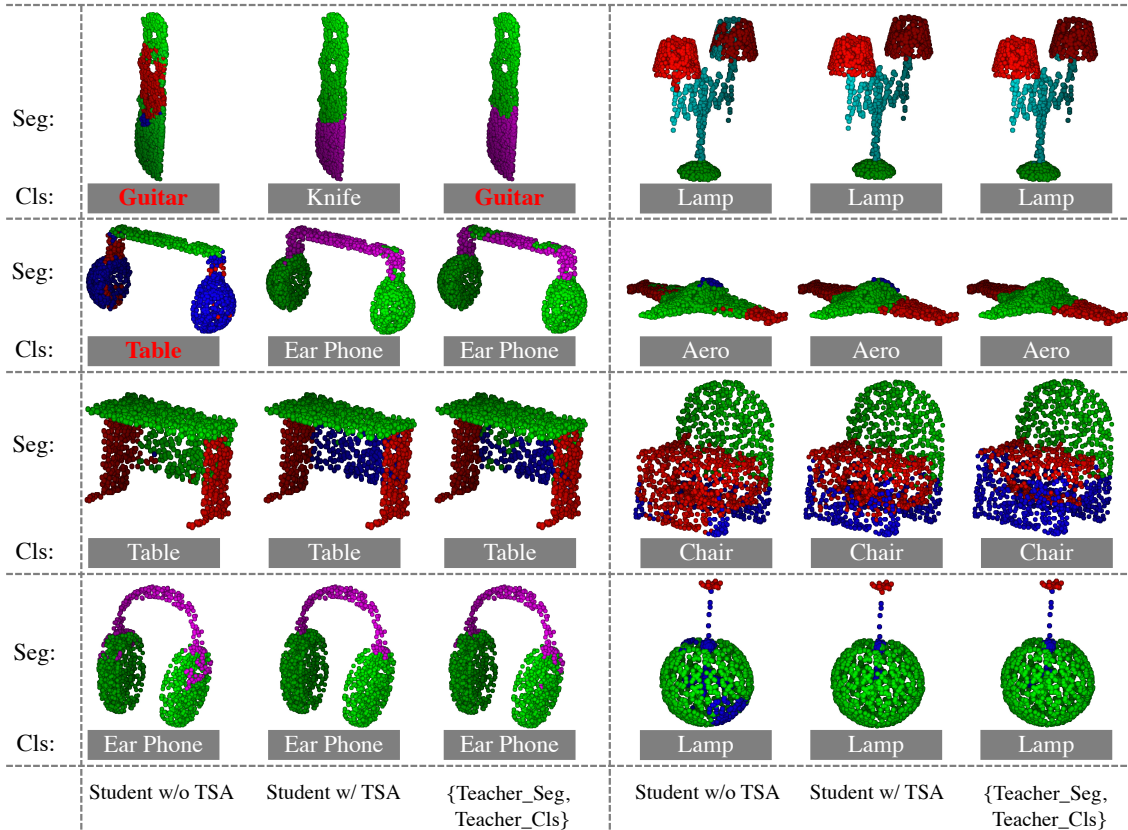 Seg:
Cls: Guitar Knife Guitar Lamp Lamp Lamp
Seg:
Cls: Table Ear Phone Ear Phone Aero Aero Aero
Seg:
Cls: Table Table Table Chair Chair Chair
Seg:
Cls: Ear Phone Ear Phone Ear Phone Lamp Lamp Lamp
Student w/o TSA Student w/ TSA {Teacher_Seg, Student w/o TSA Student w/ TSA {Teacher_Seg,
Teacher_Cls} Teacher_Cls}